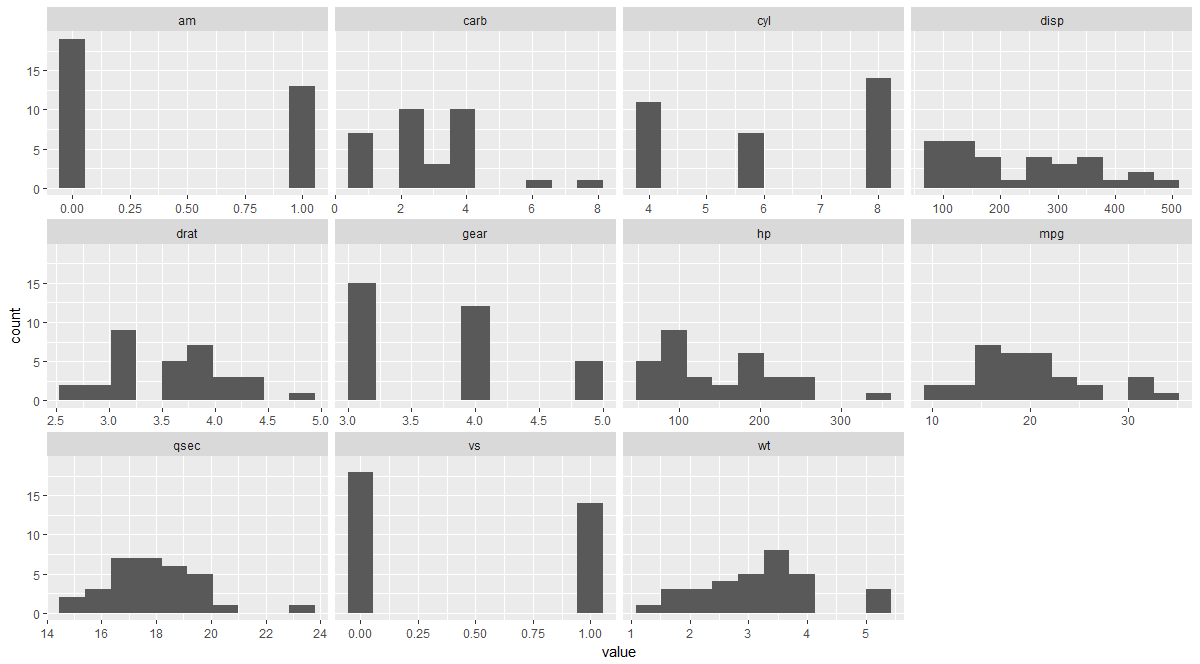 am carb cyl disp
15
10
5
0
0.00 0.25 0.50 0.75 1.00 0 2 4 6 8 4 5 6 7 8 100 200 300 400 500
drat gear hp mpg
15
10
5
0
2.5 3.0 3.5 4.0 4.5 5.0 3.0 3.5 4.0 4.5 5.0 100 200 300 10 20 30
count
qsec vs wt
15
10
5
0
14 16 18 20 22 24 0.00 0.25 0.50 0.75 1.00 1 2 3 4 5
value